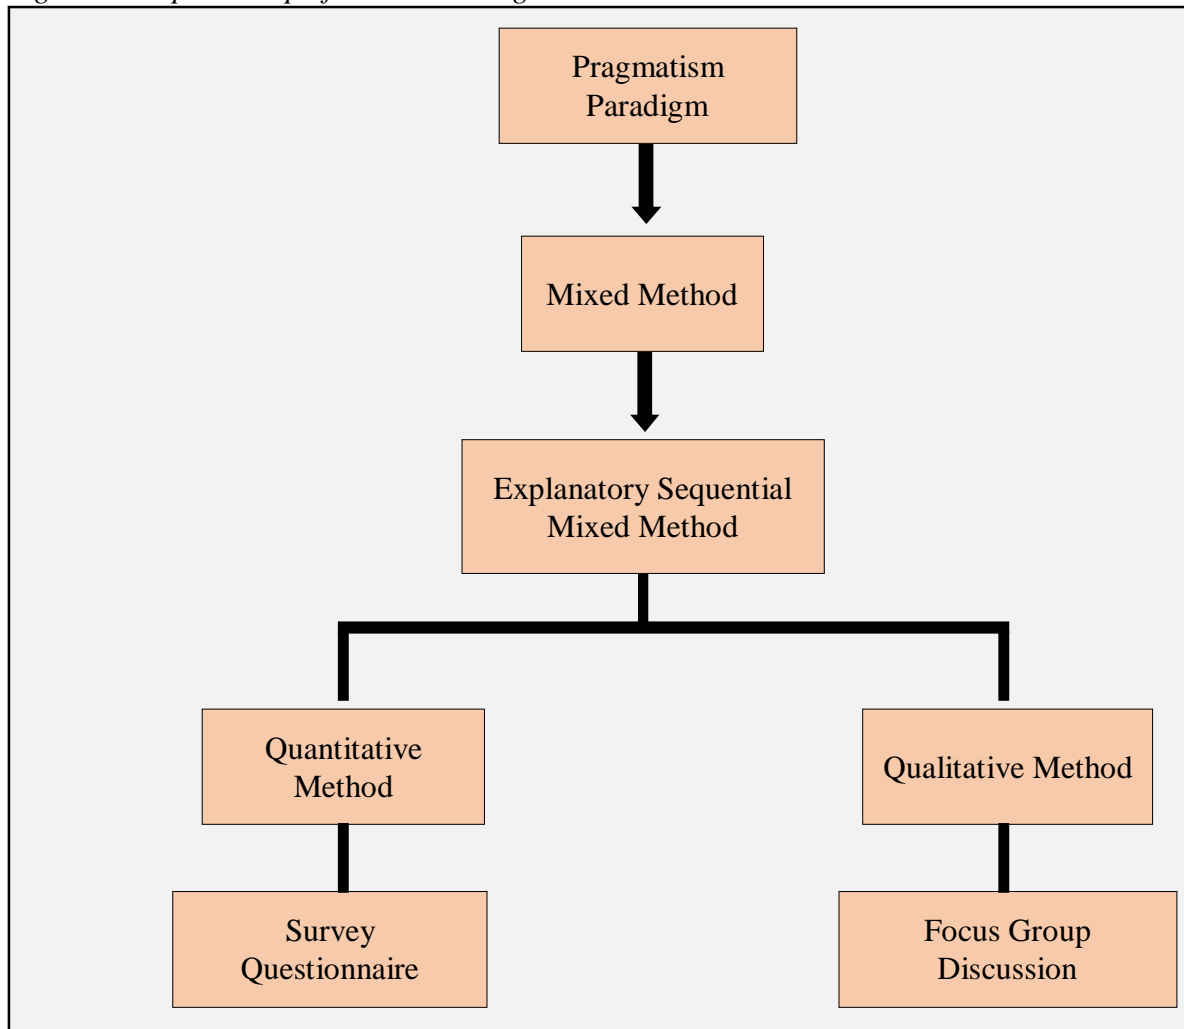 Pragmatism
Paradigm
Mixed Method
Explanatory Sequential
Mixed Method
Quantitative
Method
Qualitative Method
Survey
Questionnaire
Focus Group
Discussion